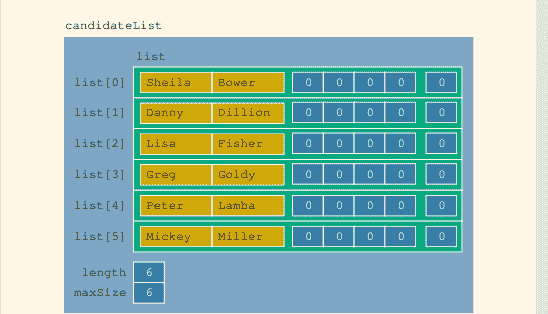 candidateList
list
list[0] Sheila Bower 0 0 0 0 0
list[1] Danny Dillion 0 0 0 0 0
list[2] Lisa Fisher 0 0 0 0 0
list[3] Greg Goldy 0 0 0 0 0
list[4] Peter Lamba 0 0 0 0 0
list[5] Mickey Miller 0 0 0 0 0
length 6
maxSize 6